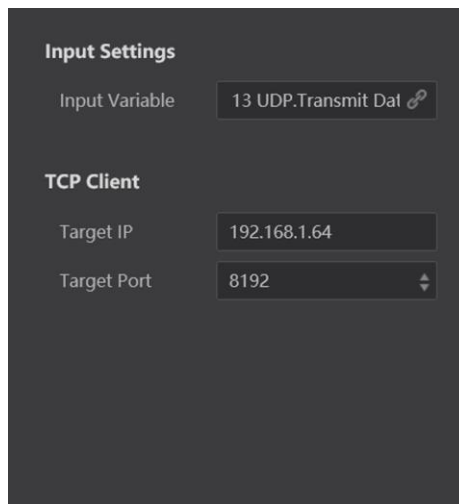 Input Settings
Input Variable 13 UDP.Transmit Dat
TCP Client
Target IP 192.168.1.64
Target Port 8192